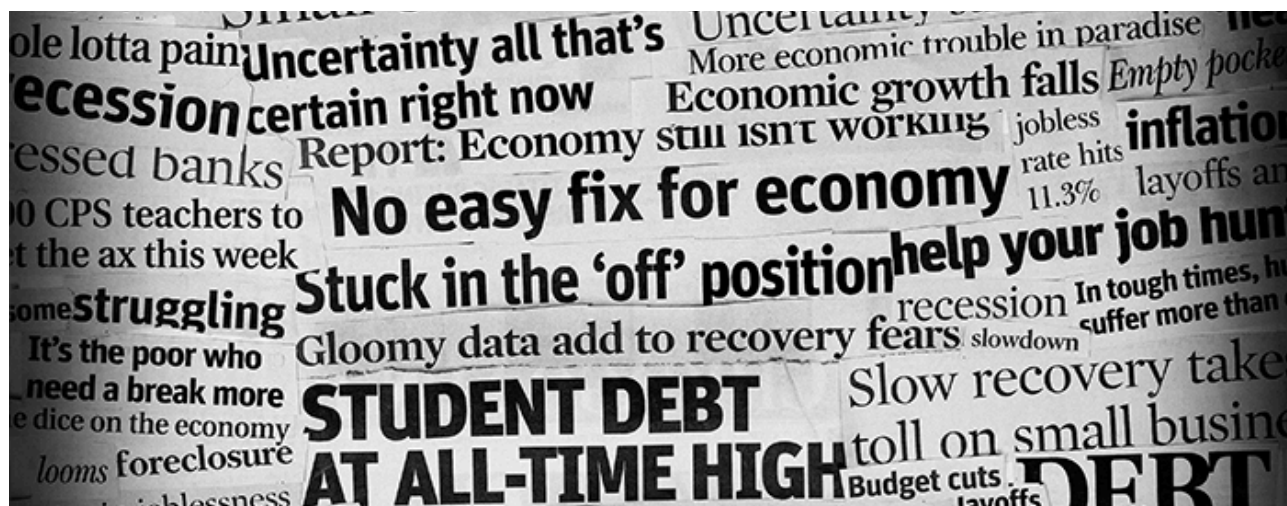 ole lotta pain
Uncertainty all that's
certain right now
More economic trouble in paradise
ecession
Economic growth falls
Empty pocke
Report: Economy still isn't working
jobless
rate hits
11.3%
inflatio
layoffs an
essed banks
No easy fix for economy
0 CPS teachers to
t the ax this week
Stuck in the ‘off’ position
help your job hun
ome
struggling
recession
In tough times, hu
suffer more than
Gloomy data add to recovery fears
slowdown
It's the poor who
need a break more
e dice on the economy
STUDENT DEBT
AT ALL-TIME HIGH
Slow recovery take
toll on small busine
looms
foreclosure
Budget cuts
layoffs
DEBT
joblessness